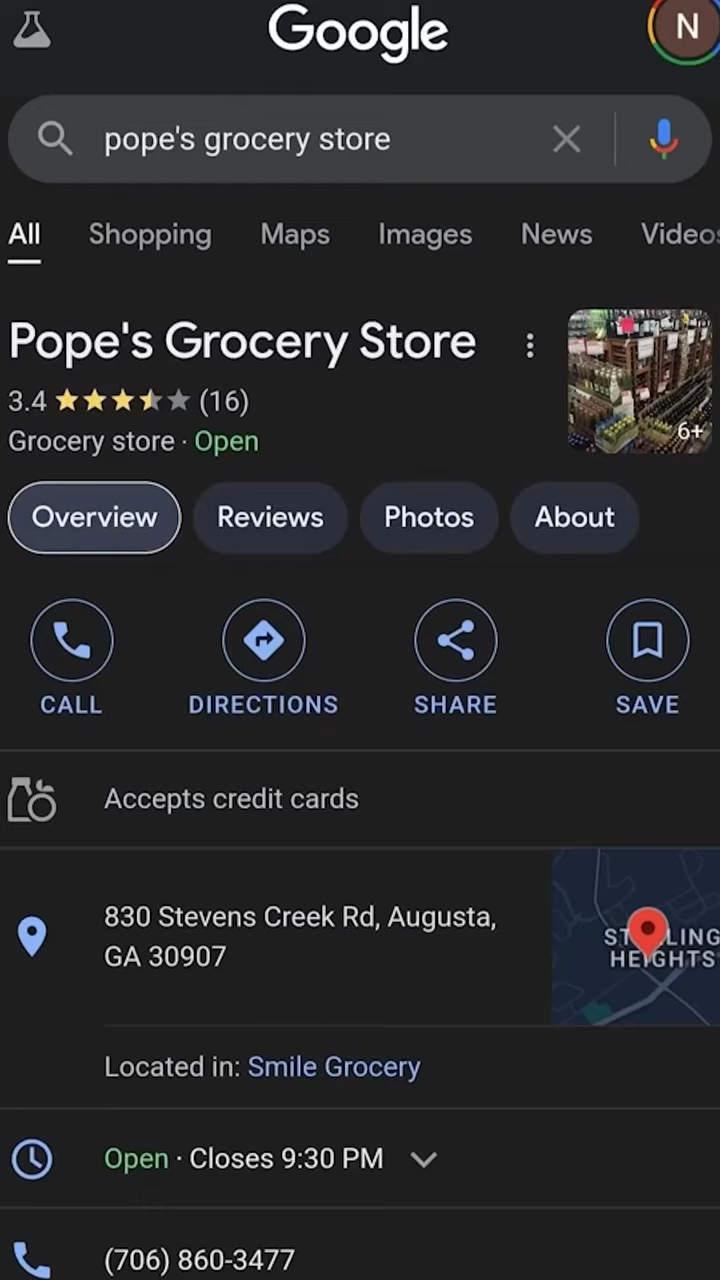 Google
N
pope's grocery store
All Shopping Maps Images News Videos
Pope's Grocery Store
3.4 (16)
Grocery store · Open
6+
Overview Reviews Photos About
CALL DIRECTIONS SHARE SAVE
Accepts credit cards
830 Stevens Creek Rd, Augusta,
GA 30907
HEIGHTS
Located in: Smile Grocery
Open · Closes 9:30 PM
(706) 860-3477